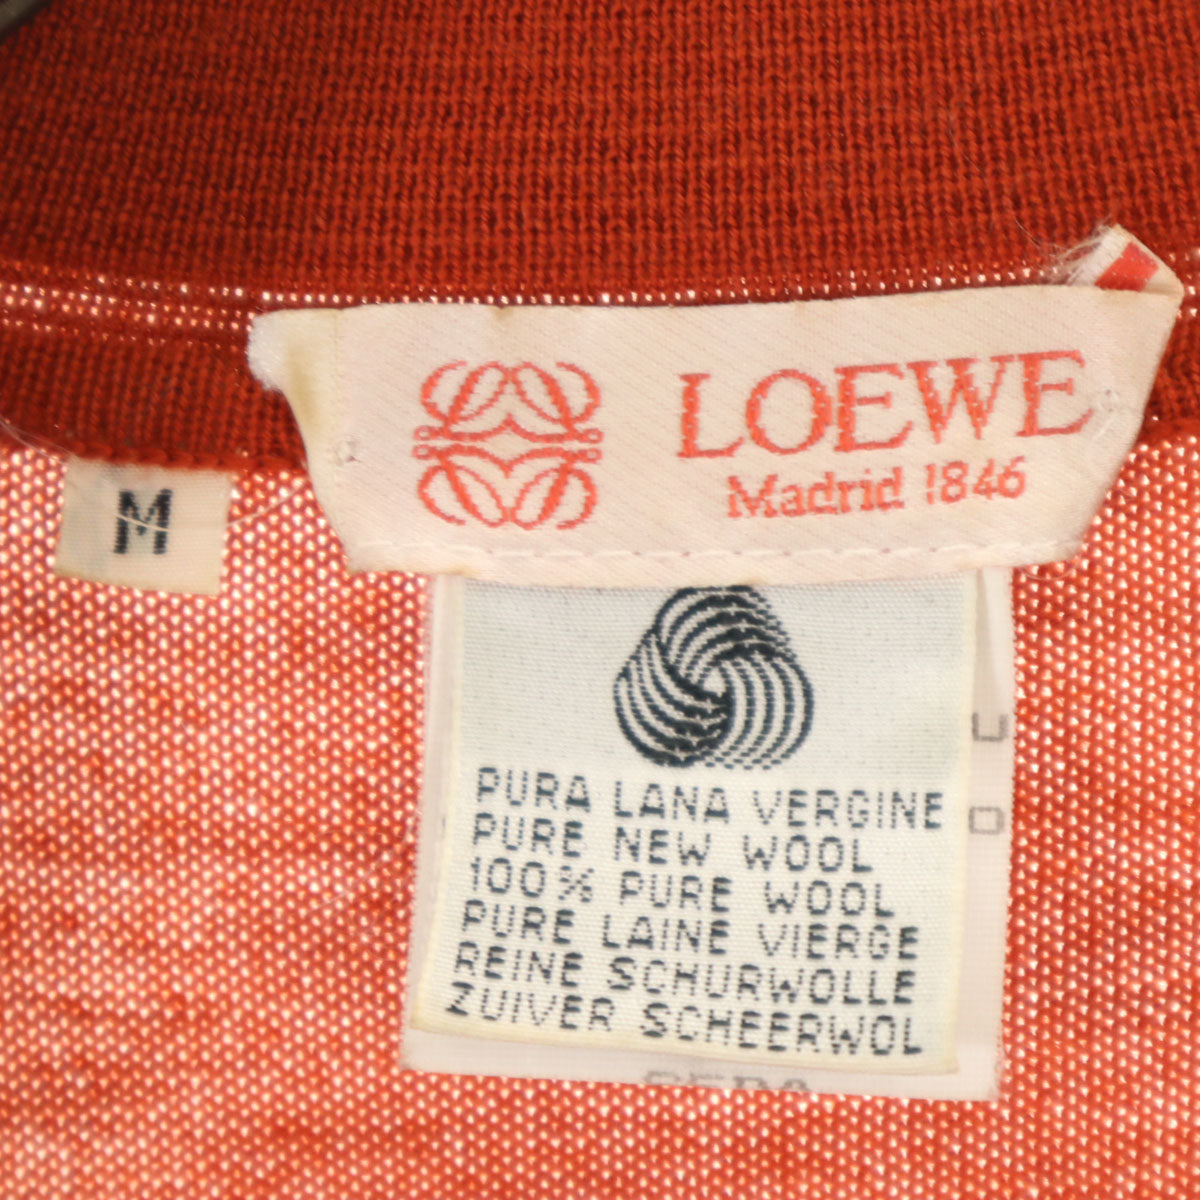 LOEWE
Madrid 1846
M
PURA LANA VERGINE
PURE NEW WOOL
100% PURE WOOL
PURE LAINE VIERGE
REINE SCHURWOLLE
ZUIVER SCHEERWOL